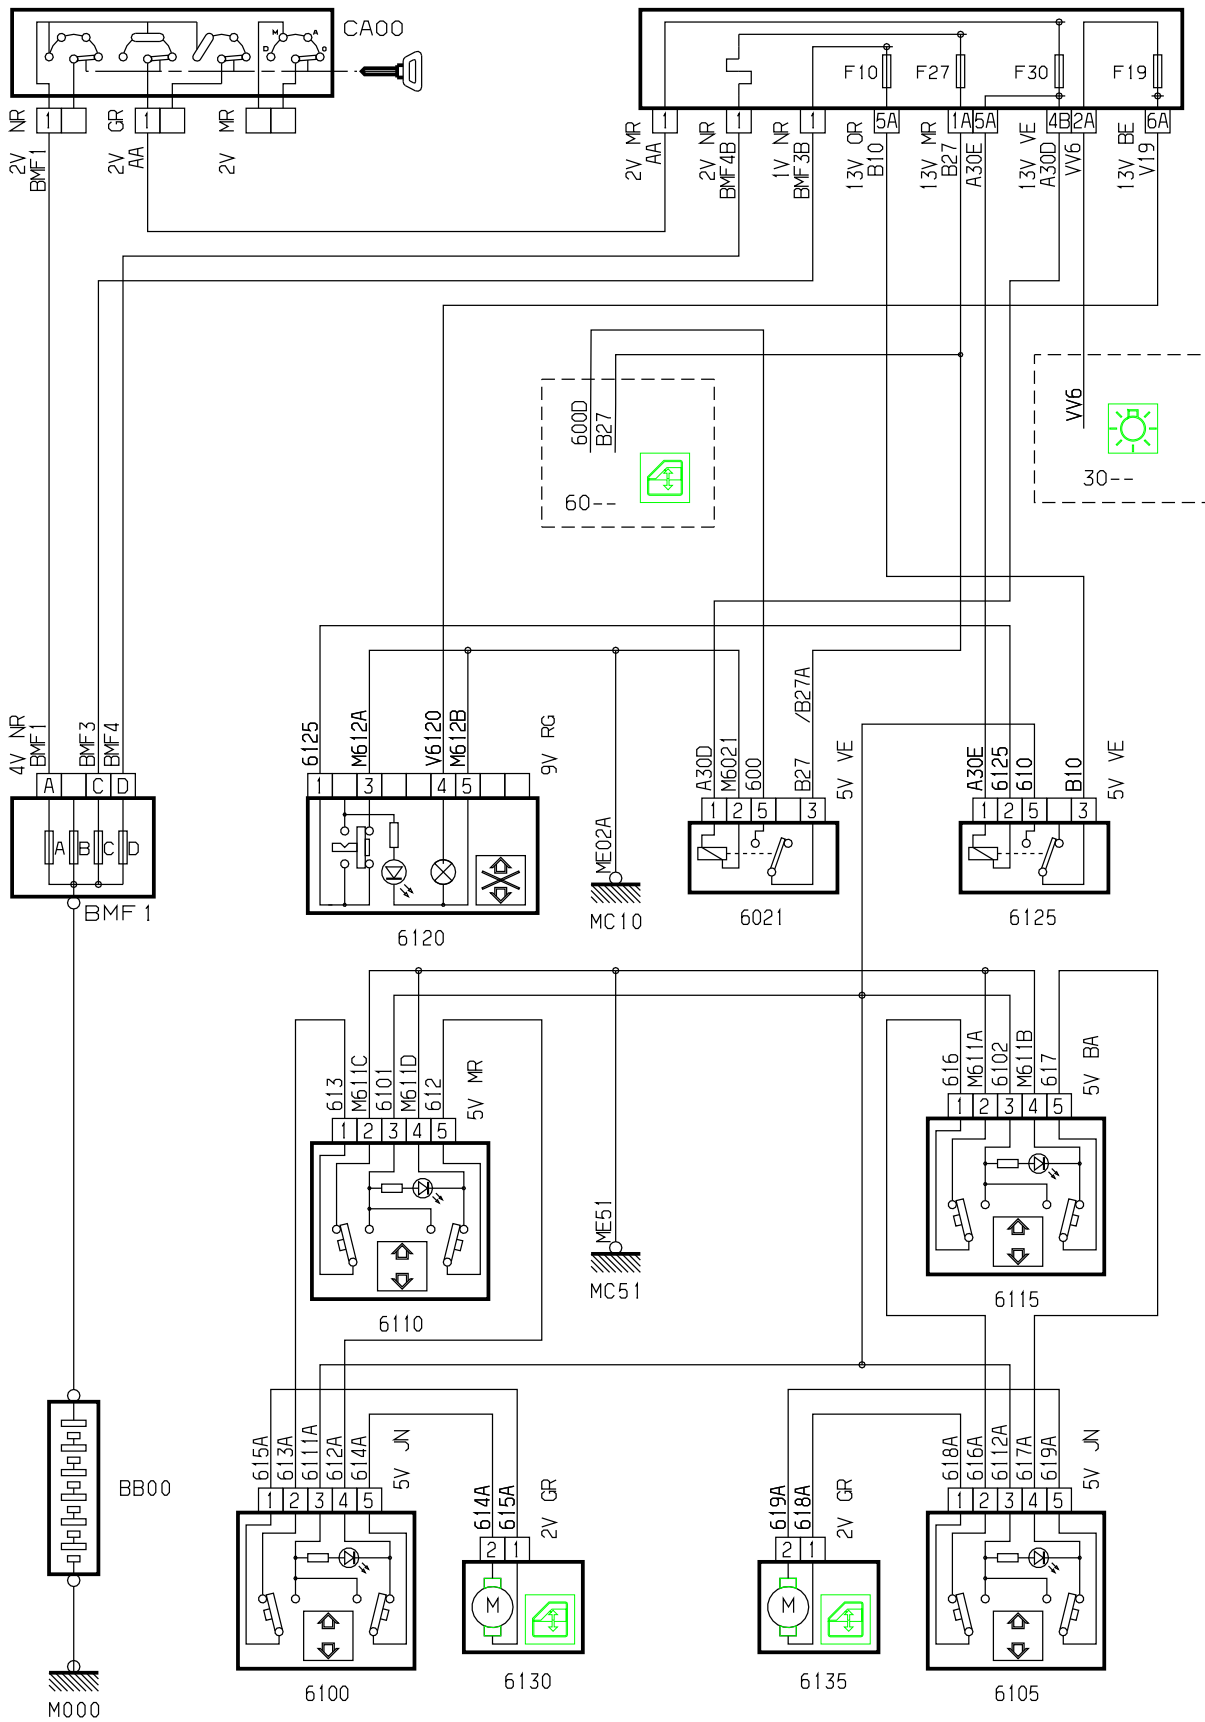 CA00
M A
D O
F10 F27 F30 F19
1 1
1 1 1 5A 1A 5A 4B 2A 6A
2V NR
BMF1
2V GR
AA
2V MR
2V MR
AA
2V NR
BMF4B
1V NR
BMF3B
13V OR
B10
13V MR
B27
A30E
13V VE
A30D
VV6
13V BE
V19
600D
B27
60--
VV6
30--
4V NR
BMF1
BMF3
BMF4
A C D
A B C D
BMF1
6125
M612A
V6120
M612B
9V RG
1 3 4 5
6120
ME02A
MC10
A30D
M6021
600
B27 /B27A
5V VE
1 2 5 3
6021
A30E
6125
610
B10
5V VE
1 2 5 3
6125
613
M611C
6101
M611D
612
5V MR
1 2 3 4 5
6110
ME51
MC51
616
M611A
6102
M611B
617
5V BA
1 2 3 4 5
6115
BB00
M000
615A
613A
6111A
612A
614A
5V JN
1 2 3 4 5
6100
614A
615A
2V GR
2 1
M
6130
619A
618A
2V GR
2 1
M
6135
618A
616A
6112A
617A
619A
5V JN
1 2 3 4 5
6105